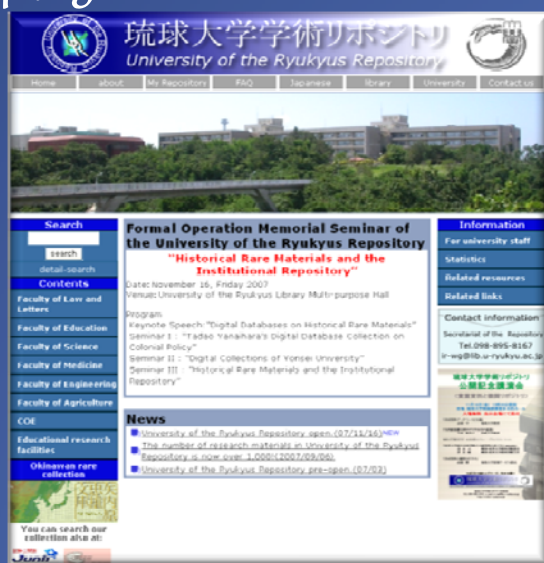 琉球大学学術リポジトリ
University of the Ryukyus Repository
Home about My Repository FAQ Japanese library University Contact us
Search
search
detail-search
Contents
Faculty of Law and
Letters
Faculty of Education
Faculty of Science
Faculty of Medicine
Faculty of Engineering
Faculty of Agriculture
COE
Educational research
facilities
Okinawan rare
collection
You can search our
collection also at:
Junii
Formal Operation Memorial Seminar of
the University of the Ryukyus Repository
"Historical Rare Materials and the
Institutional Repository"
Date: November 16, Friday 2007
Venue: University of the Ryukyus Library Multi-purpose Hall
Program
Keynote Speech: "Digital Databases on Historical Rare Materials"
Seminar I : "Tadao Yanaihara's Digital Database Collection on
Colonial Policy"
Seminar II : "Digital Collections of Yonsei University"
Seminar III : "Historical Rare Materials and the Institutional
Repository"
News
University of the Ryukyus Repository open.(07/11/16)NEW
The number of research materials in University of the Ryukyus
Repository is now over 1,000!(2007/09/06)
University of the Ryukyus Repository pre-open.(07/03)
Information
For university staff
Statistics
Related resources
Related links
Contact information
Secretariat of the Repository
Tel.098-895-8167
ir-wg@lib.u-ryukyu.ac.jp
琉球大学学術リポジトリ
公開記念講演会